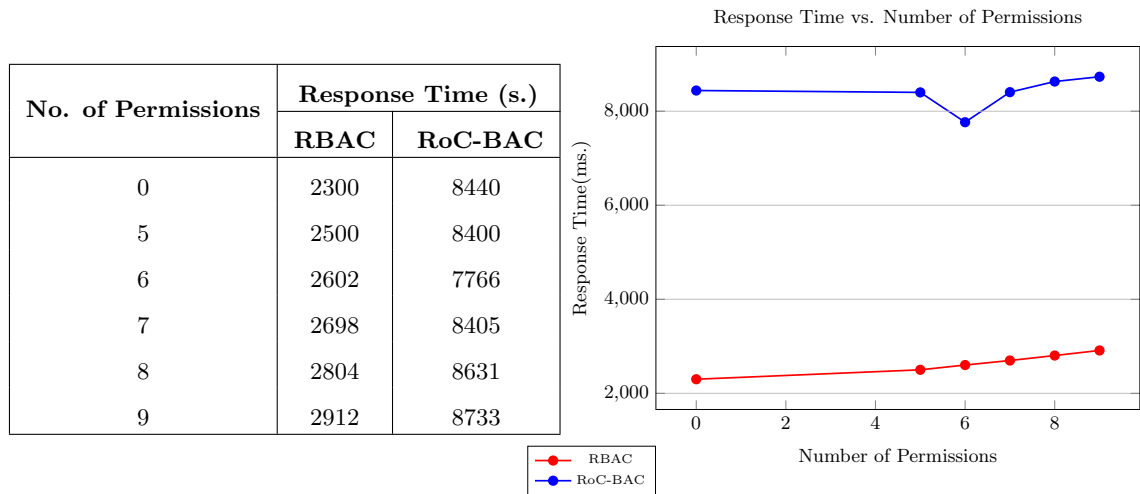 No. of Permissions
Response Time (s.)
RBAC RoC-BAC
0 2300 8440
5 2500 8400
6 2602 7766
7 2698 8405
8 2804 8631
9 2912 8733
Response Time vs. Number of Permissions
Response Time(ms.)
8,000
6,000
4,000
2,000
0 2 4 6 8
Number of Permissions
RBAC
RoC-BAC